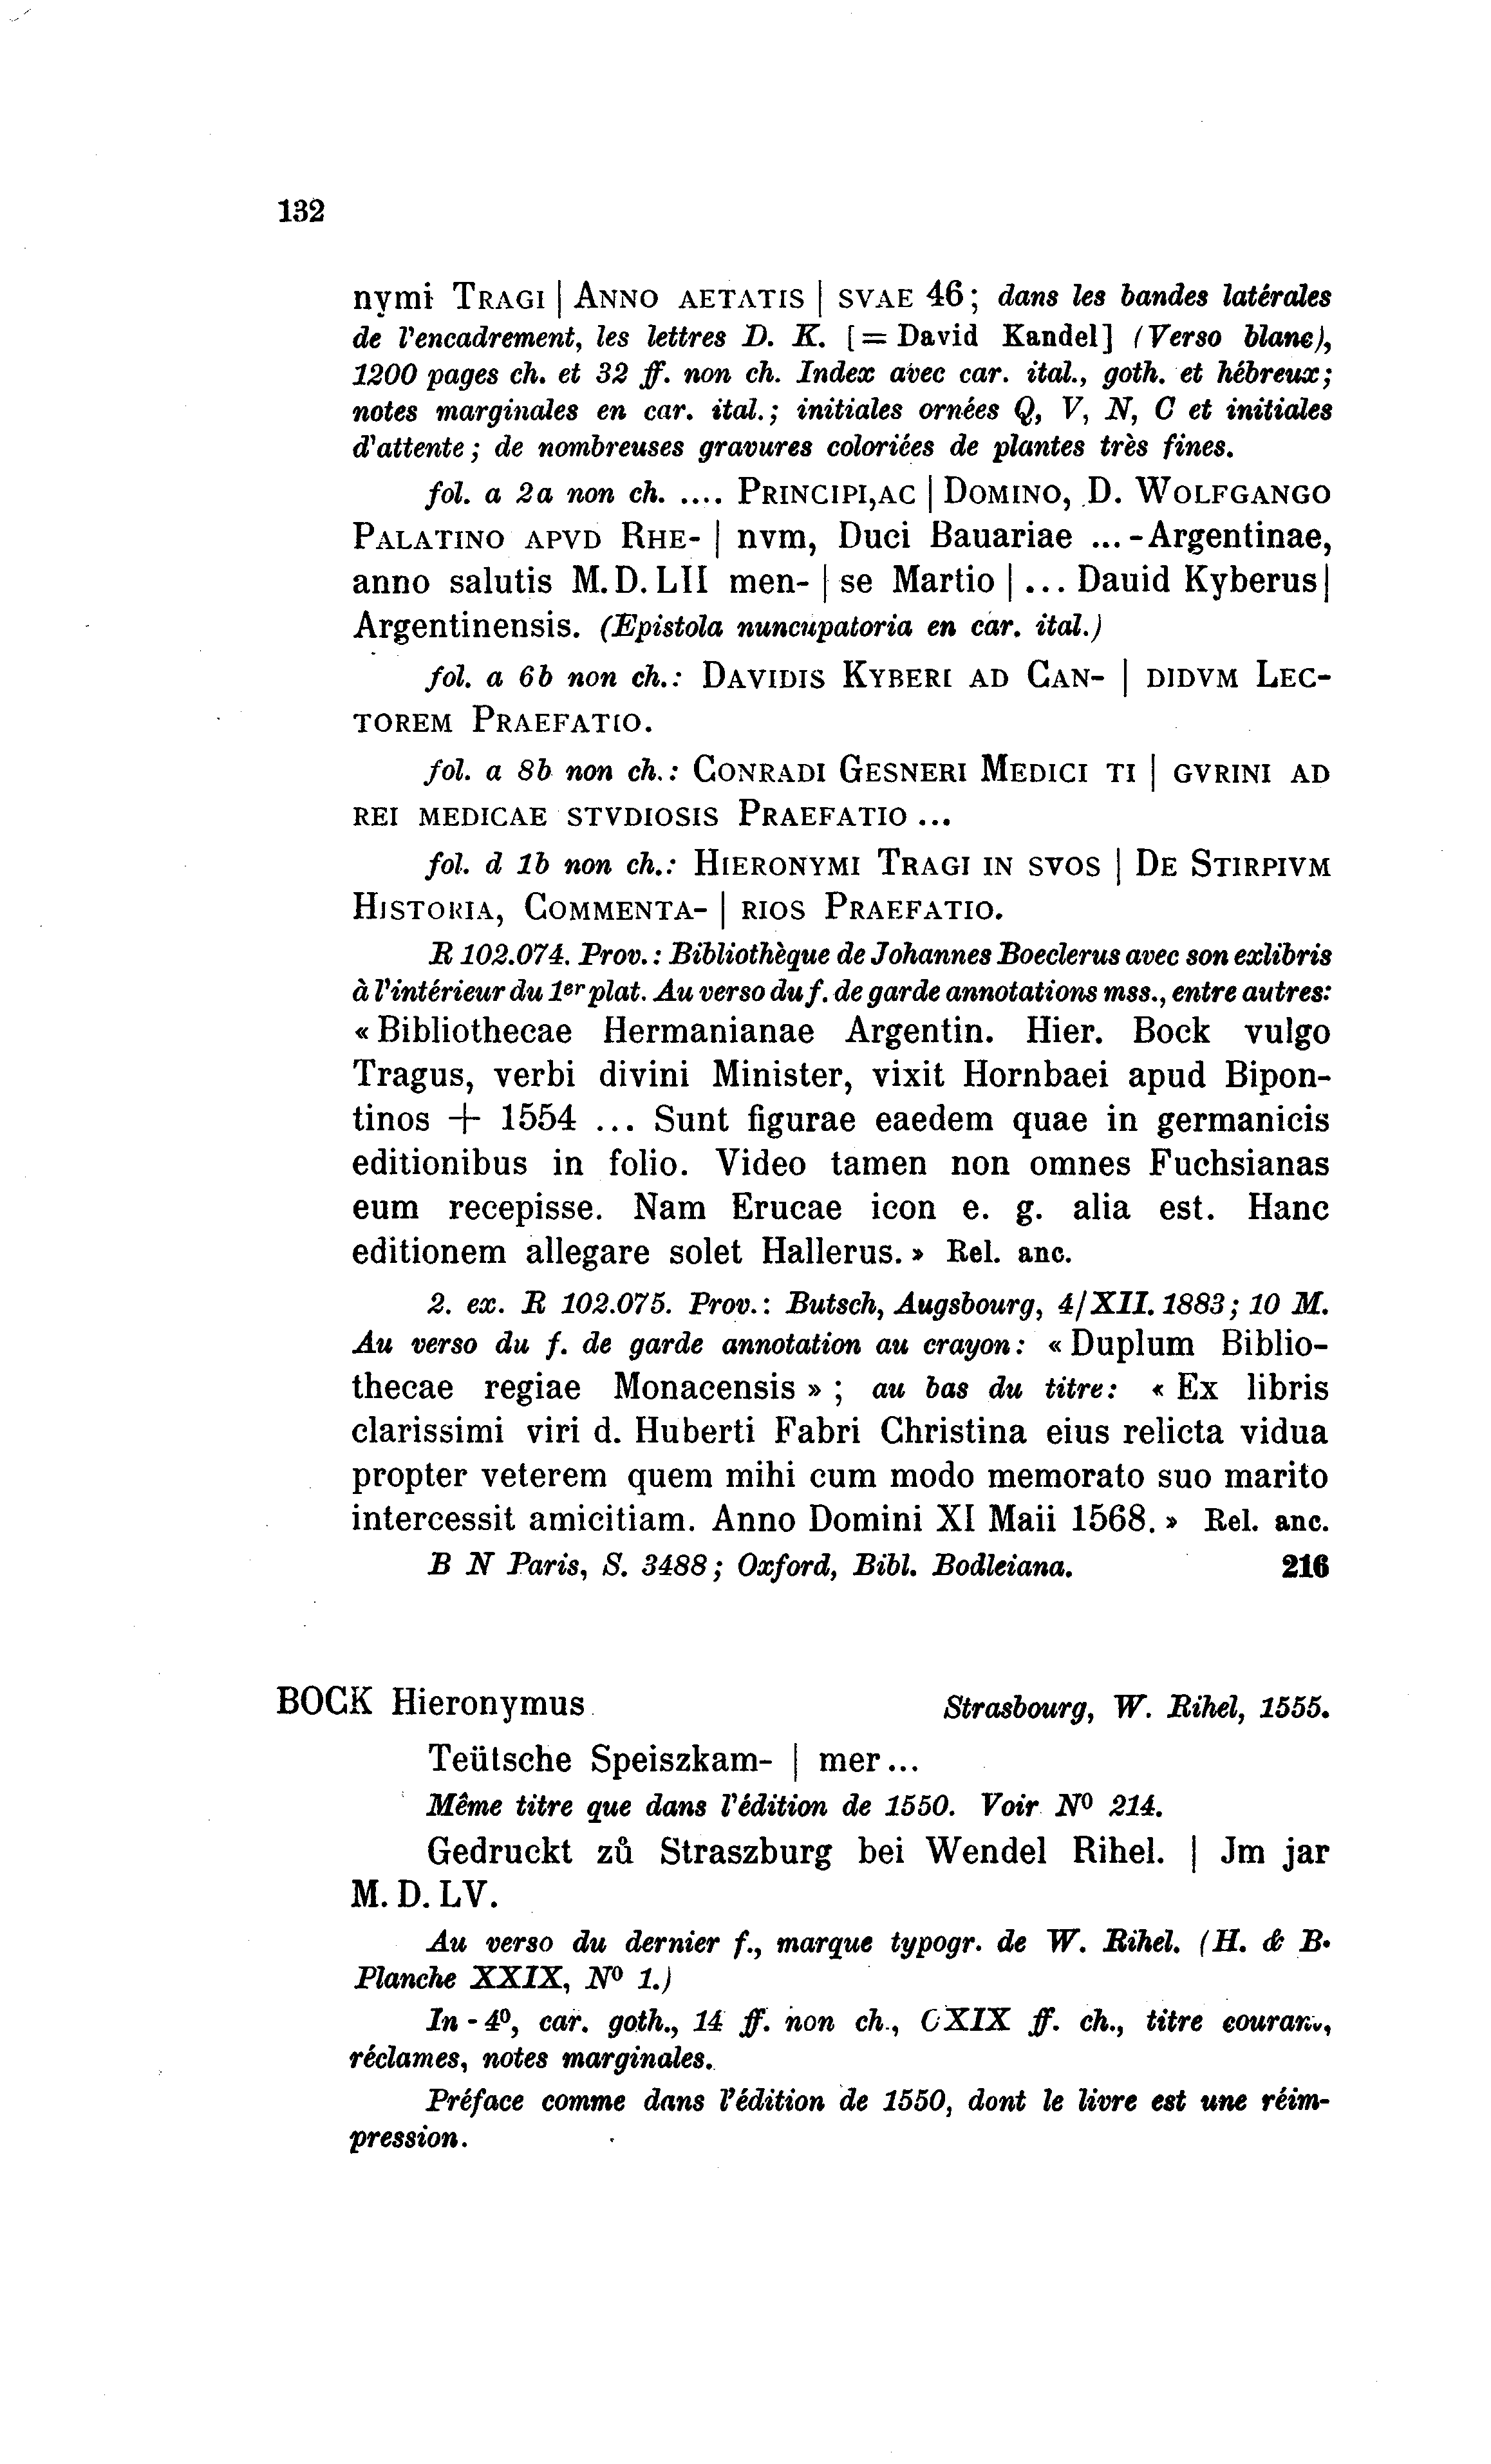 132
nymi TRAGI | ANNO AETATIS | SVAE 46; dans les bandes latérales
de l'encadrement, les lettres D. K. [= David Kandel] (Verso blanc),
1200 pages ch. et 32 ff. non ch. Index avec car. ital., goth. et hébreux;
notes marginales en car. ital.; initiales ornées Q, V, N, C et initiales
d'attente; de nombreuses gravures coloriées de plantes très fines.
fol. a 2a non ch. .... PRINCIPI,AC | DOMINO, D. WOLFGANGO
PALATINO APVD RHE- | nvm, Duci Bauariae ... -Argentinae,
anno salutis M.D.LII men- | se Martio | ... Dauid Kyberus|
Argentinensis. (Epistola nuncupatoria en car. ital.)
fol. a 6b non ch.: DAVIDIS KYBERI AD CAN- | DIDVM LEC-
TOREM PRAEFATIO.
fol. a 8b non ch.: CONRADI GESNERI MEDICI TI | GVRINI AD
REI MEDICAE STVDIOSIS PRAEFATIO ...
fol. d 1b non ch.: HIERONYMI TRAGI IN SVOS | DE STIRPIVM
HISTORIA, COMMENTA- | RIOS PRAEFATIO.
R 102.074. Prov.: Bibliothèque de Johannes Boeclerus avec son exlibris
à l'intérieur du 1er plat. Au verso du f. de garde annotations mss., entre autres:
« Bibliothecae Hermanianae Argentin. Hier. Bock vulgo
Tragus, verbi divini Minister, vixit Hornbaei apud Bipon-
tinos + 1554 ... Sunt figurae eaedem quae in germanicis
editionibus in folio. Video tamen non omnes Fuchsianas
eum recepisse. Nam Erucae icon e. g. alia est. Hanc
editionem allegare solet Hallerus. » Rel. anc.
2. ex. R 102.075. Prov.: Butsch, Augsbourg, 4/XII. 1883; 10 M.
Au verso du f. de garde annotation au crayon: « Duplum Biblio-
thecae regiae Monacensis » ; au bas du titre: « Ex libris
clarissimi viri d. Huberti Fabri Christina eius relicta vidua
propter veterem quem mihi cum modo memorato suo marito
intercessit amicitiam. Anno Domini XI Maii 1568. » Rel. anc.
B N Paris, S. 3488; Oxford, Bibl. Bodleiana. 216
BOCK Hieronymus Strasbourg, W. Rihel, 1555.
Teütsche Speiszkam- | mer...
Même titre que dans l'édition de 1550. Voir Nº 214.
Gedruckt zů Straszburg bei Wendel Rihel. | Jm jar
M. D. LV.
Au verso du dernier f., marque typogr. de W. Rihel. (H. & B.
Planche XXIX, Nº 1.)
In-4º, car. goth., 14 ff. non ch., CXIX ff. ch., titre courant,
réclames, notes marginales.
Préface comme dans l'édition de 1550, dont le livre est une réim-
pression.